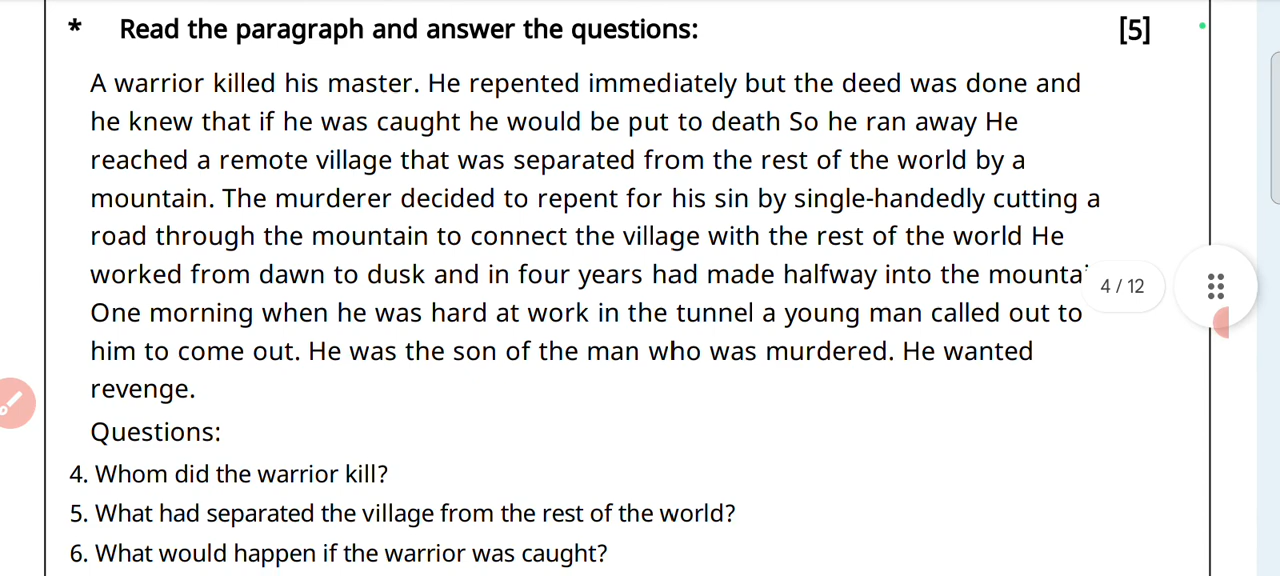 * Read the paragraph and answer the questions: [5]
A warrior killed his master. He repented immediately but the deed was done and
he knew that if he was caught he would be put to death So he ran away He
reached a remote village that was separated from the rest of the world by a
mountain. The murderer decided to repent for his sin by single-handedly cutting a
road through the mountain to connect the village with the rest of the world He
worked from dawn to dusk and in four years had made halfway into the
4 / 12
One morning when he was hard at work in the tunnel a young man called out to
him to come out. He was the son of the man who was murdered. He wanted
revenge.
Questions:
4. Whom did the warrior kill?
5. What had separated the village from the rest of the world?
6. What would happen if the warrior was caught?